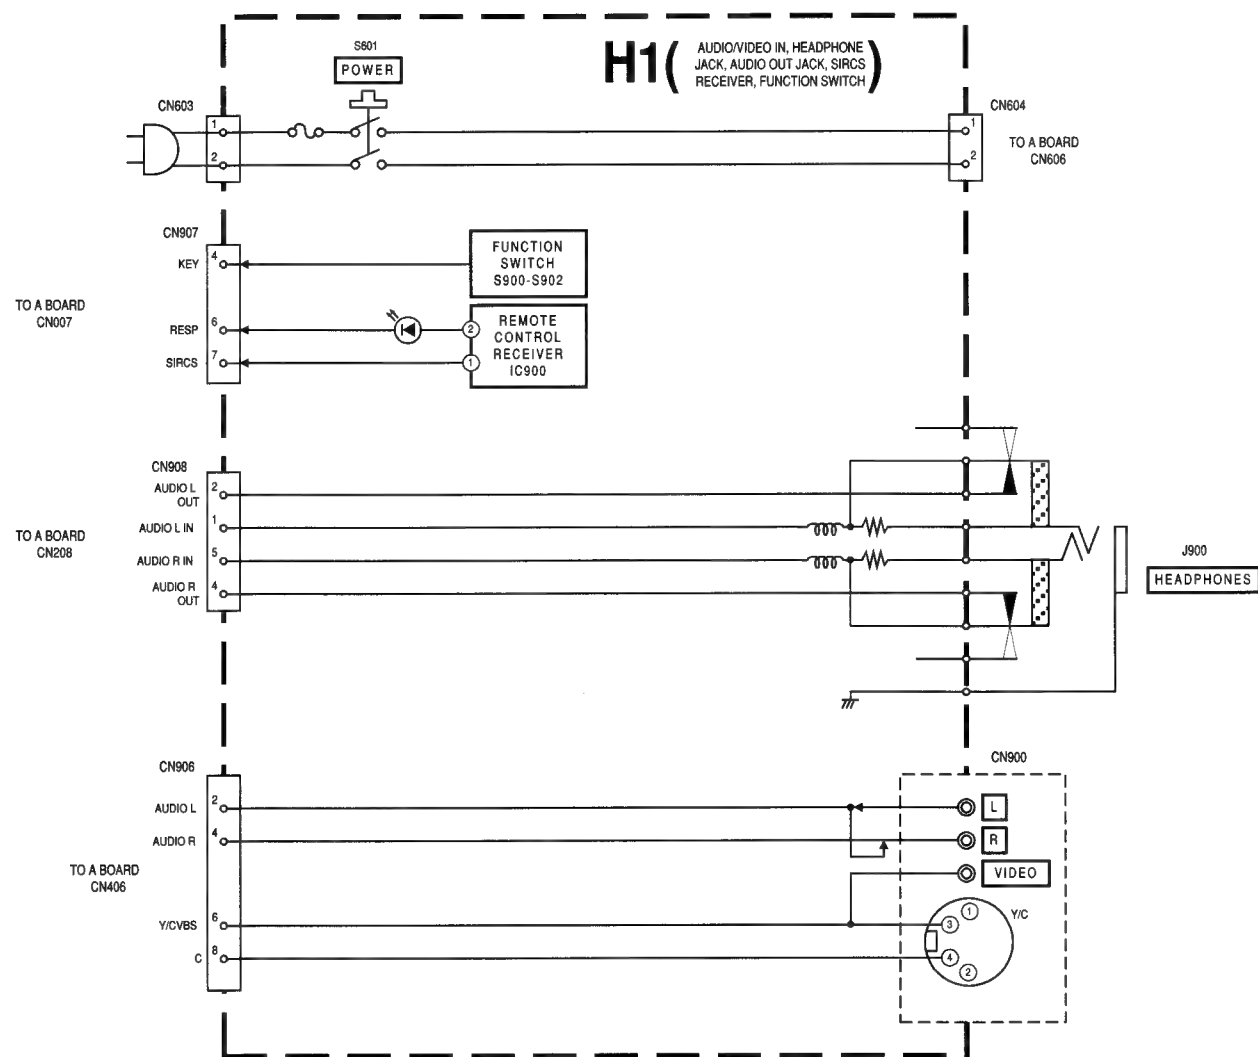 H1 ( AUDIO/VIDEO IN, HEADPHONE
JACK, AUDIO OUT JACK, SIRCS
RECEIVER, FUNCTION SWITCH )
S601
POWER
CN603
1
2
CN604
1
2
TO A BOARD
CN606
CN907
KEY 4
RESP 6
SIRCS 7
TO A BOARD
CN007
FUNCTION
SWITCH
S900-S902
2
1
REMOTE
CONTROL
RECEIVER
IC900
CN908
AUDIO L
OUT 2
AUDIO L IN 1
AUDIO R IN 5
AUDIO R
OUT 4
TO A BOARD
CN208
J900
HEADPHONES
CN906
AUDIO L 2
AUDIO R 4
Y/CVBS 6
C 8
TO A BOARD
CN406
CN900
L
R
VIDEO
Y/C
1
3
4
2